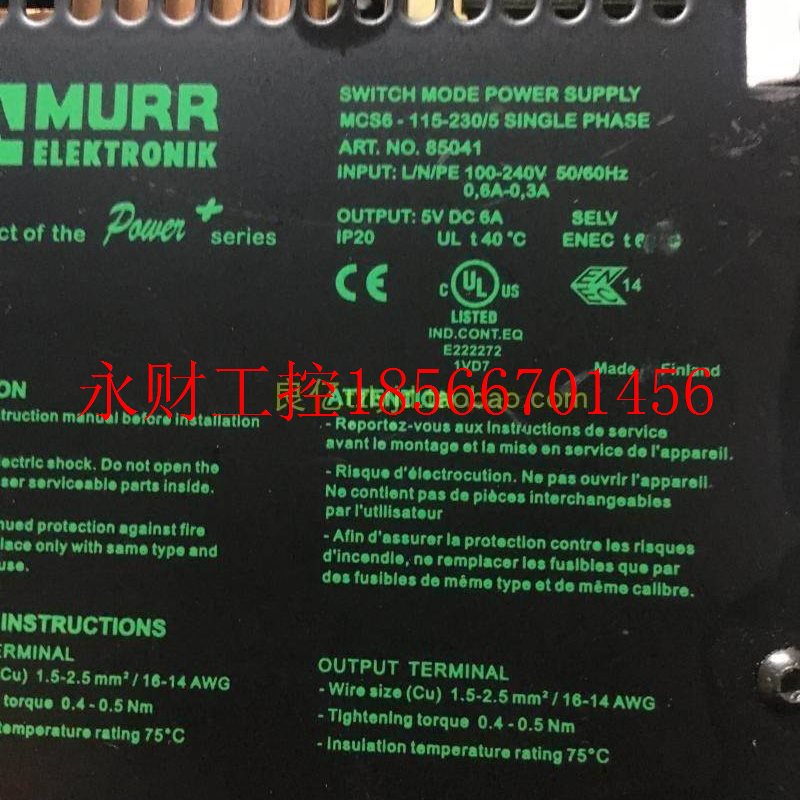 MURR
ELEKTRONIK
ct of the Power+ series
SWITCH MODE POWER SUPPLY
MCS6 - 115-230/5 SINGLE PHASE
ART. NO. 85041
INPUT: L/N/PE 100-240V 50/60Hz
0,6A-0,3A
OUTPUT: 5V DC 6A SELV
IP20 UL t 40 °C ENEC t
CE
C UL US
LISTED
IND.CONT.EQ
E222272
1VD7
14
Made Finland
永财工控18566701456
ON
struction manual before installation
lectric shock. Do not open the
ser serviceable parts inside.
nued protection against fire
lace only with same type and
use.
INSTRUCTIONS
ERMINAL
(Cu) 1.5-2.5 mm² / 16-14 AWG
torque 0.4 - 0.5 Nm
temperature rating 75°C
ATTENTION
- Reportez-vous aux Instructions de service
avant le montage et la mise en service de l'appareil.
- Risque d'électrocution. Ne pas ouvrir l'appareil.
Ne contient pas de pièces interchangeables
par l'utilisateur
- Afin d'assurer la protection contre les risques
d'incendie, ne remplacer les fusibles que par
des fusibles de même type et de même calibre.
OUTPUT TERMINAL
- Wire size (Cu) 1.5-2.5 mm² / 16-14 AWG
- Tightening torque 0.4 - 0.5 Nm
- Insulation temperature rating 75°C